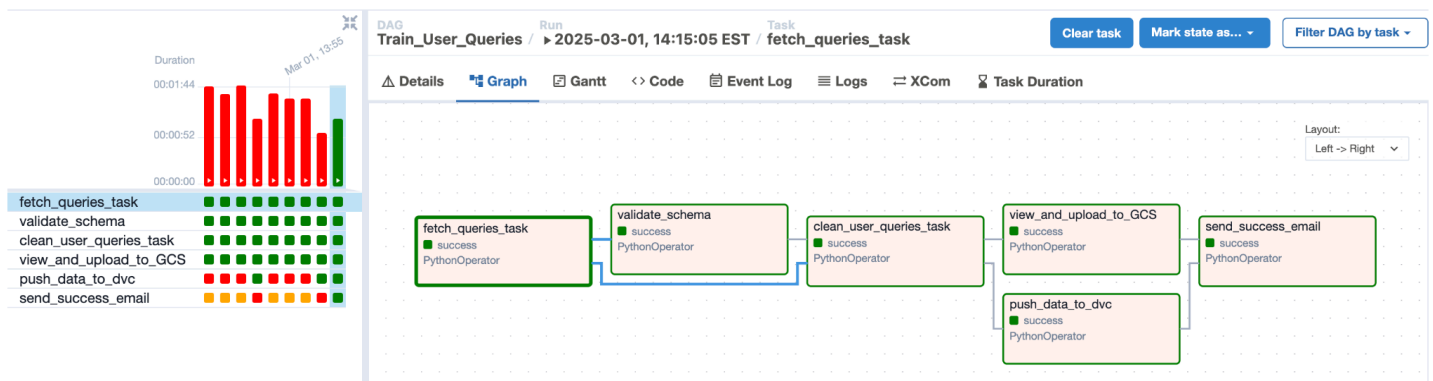 Duration
Mar 01, 13:55
00:01:44
00:00:52
00:00:00
fetch_queries_task
validate_schema
clean_user_queries_task
view_and_upload_to_GCS
push_data_to_dvc
send_success_email
DAG
Train_User_Queries /
Run
2025-03-01, 14:15:05 EST /
Task
fetch_queries_task
Clear task
Mark state as...
Filter DAG by task
Details
Graph
Gantt
Code
Event Log
Logs
XCom
Task Duration
Layout:
Left -> Right
fetch_queries_task
success
PythonOperator
validate_schema
success
PythonOperator
clean_user_queries_task
success
PythonOperator
view_and_upload_to_GCS
success
PythonOperator
push_data_to_dvc
success
PythonOperator
send_success_email
success
PythonOperator